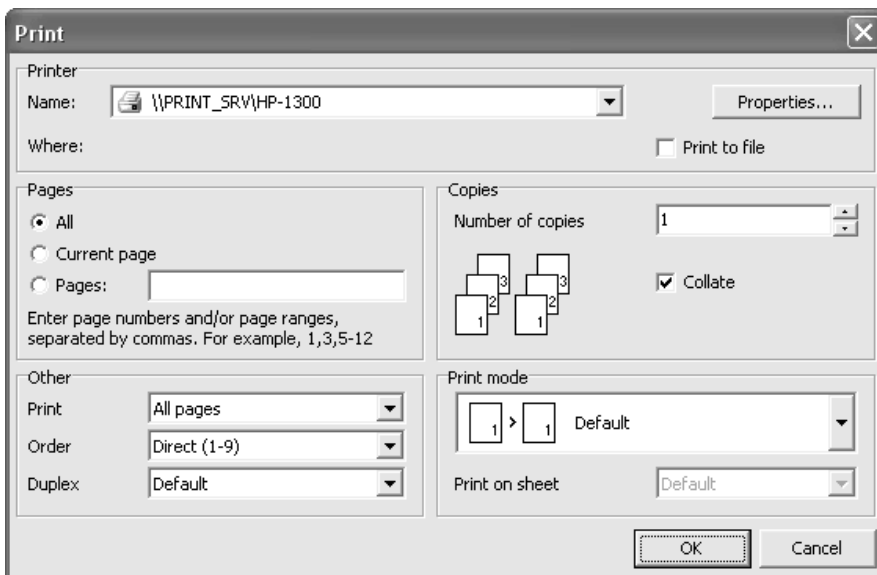 Print
Printer
Name: \\PRINT_SRV\HP-1300
Properties...
Where:
Print to file
Pages
All
Current page
Pages:
Enter page numbers and/or page ranges,
separated by commas. For example, 1,3,5-12
Copies
Number of copies 1
3 3
2 2
1 1
Collate
Other
Print All pages
Order Direct (1-9)
Duplex Default
Print mode
1 > 1 Default
Print on sheet Default
OK Cancel